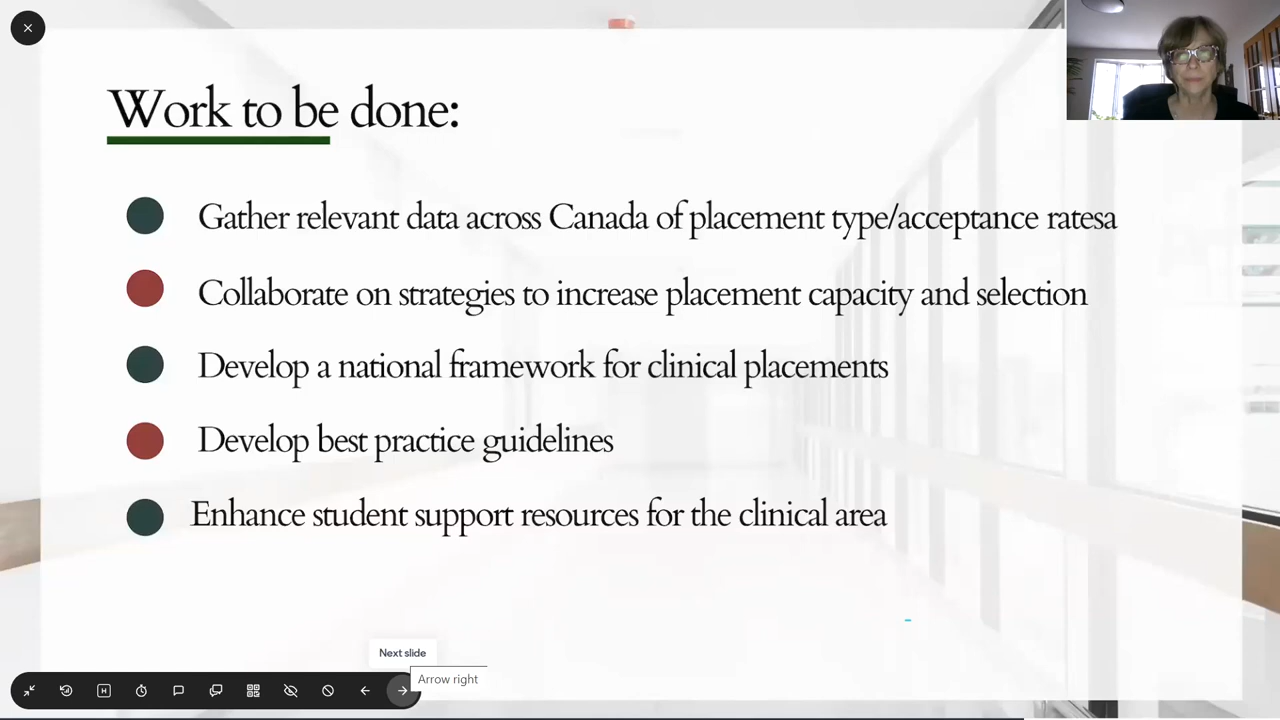 Work to be done:
Gather relevant data across Canada of placement type/acceptance ratesa
Collaborate on strategies to increase placement capacity and selection
Develop a national framework for clinical placements
Develop best practice guidelines
Enhance student support resources for the clinical area
Next slide
Arrow right
H